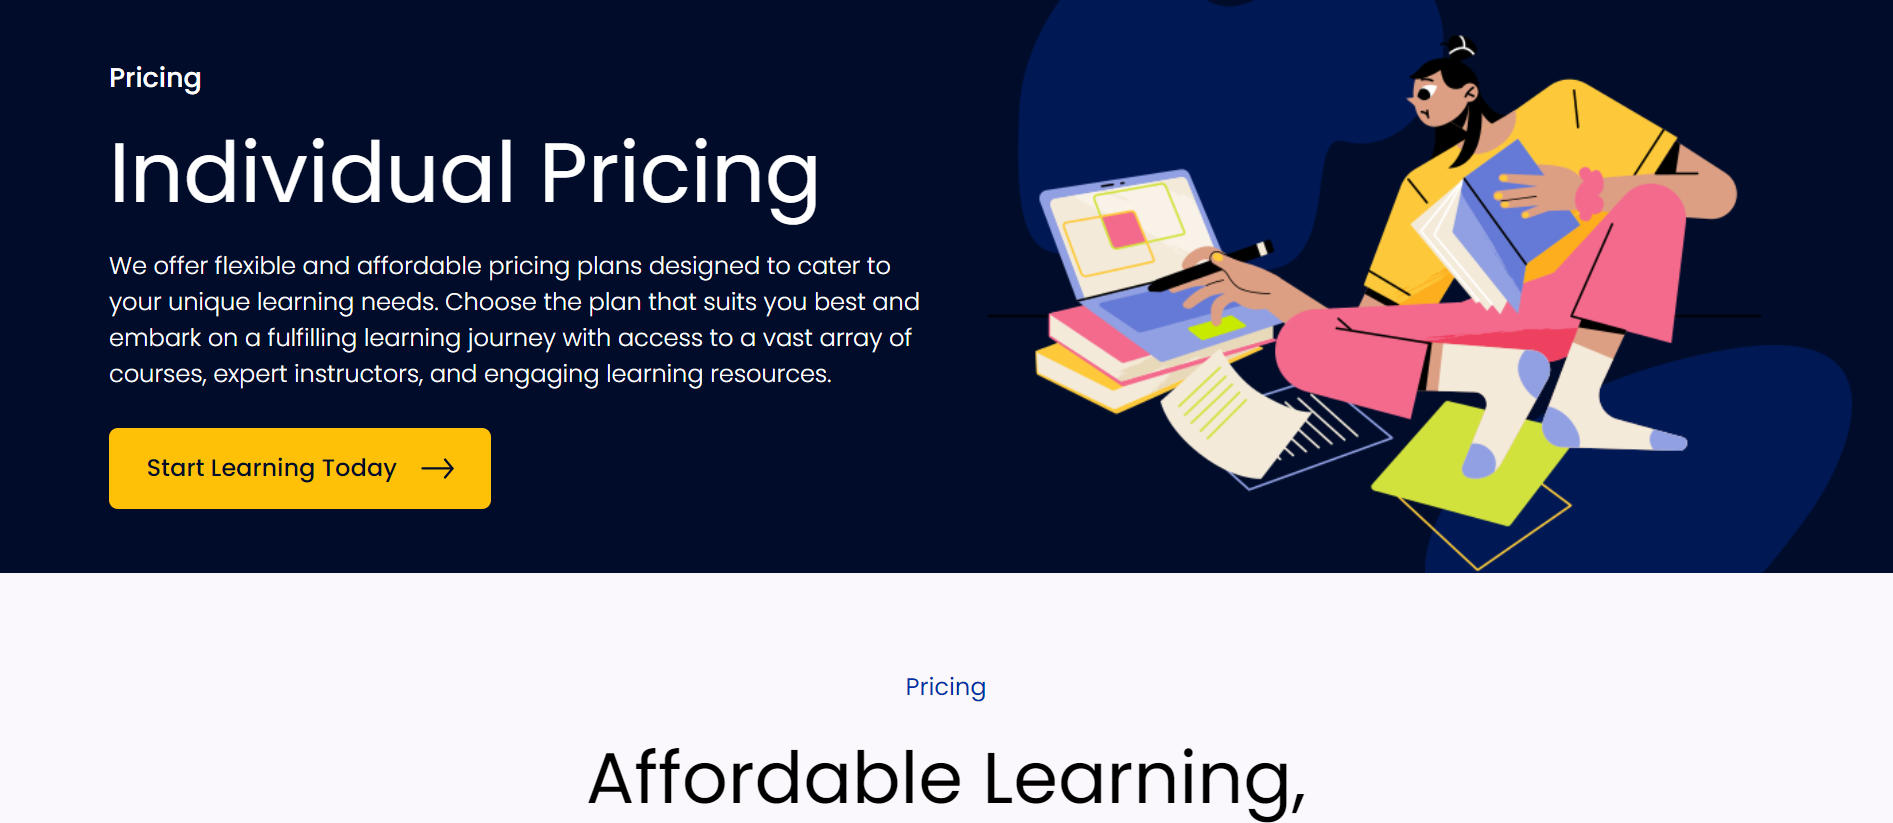 Pricing
Individual Pricing
We offer flexible and affordable pricing plans designed to cater to
your unique learning needs. Choose the plan that suits you best and
embark on a fulfilling learning journey with access to a vast array of
courses, expert instructors, and engaging learning resources.
Start Learning Today
Pricing
Affordable Learning,